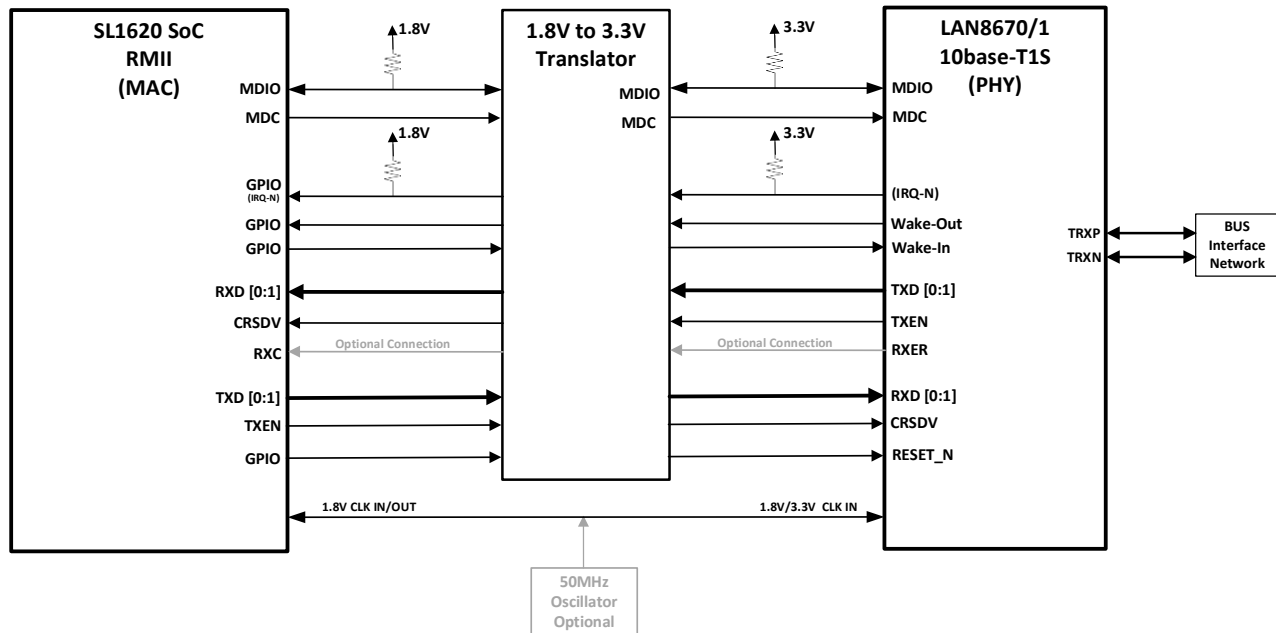 SL1620 SoC
RMII
(MAC)
1.8V
MDIO
MDC
1.8V
GPIO
(IRQ-N)
GPIO
GPIO
RXD [0:1]
CRSDV
Optional Connection
RXC
TXD [0:1]
TXEN
GPIO
1.8V CLK IN/OUT
1.8V to 3.3V
Translator
MDIO
MDC
3.3V
3.3V
Optional Connection
1.8V/3.3V CLK IN
50MHz
Oscillator
Optional
LAN8670/1
10base-T1S
(PHY)
MDIO
MDC
(IRQ-N)
Wake-Out
Wake-In
TXD [0:1]
TXEN
RXER
RXD [0:1]
CRSDV
RESET_N
TRXP
TRXN
BUS
Interface
Network